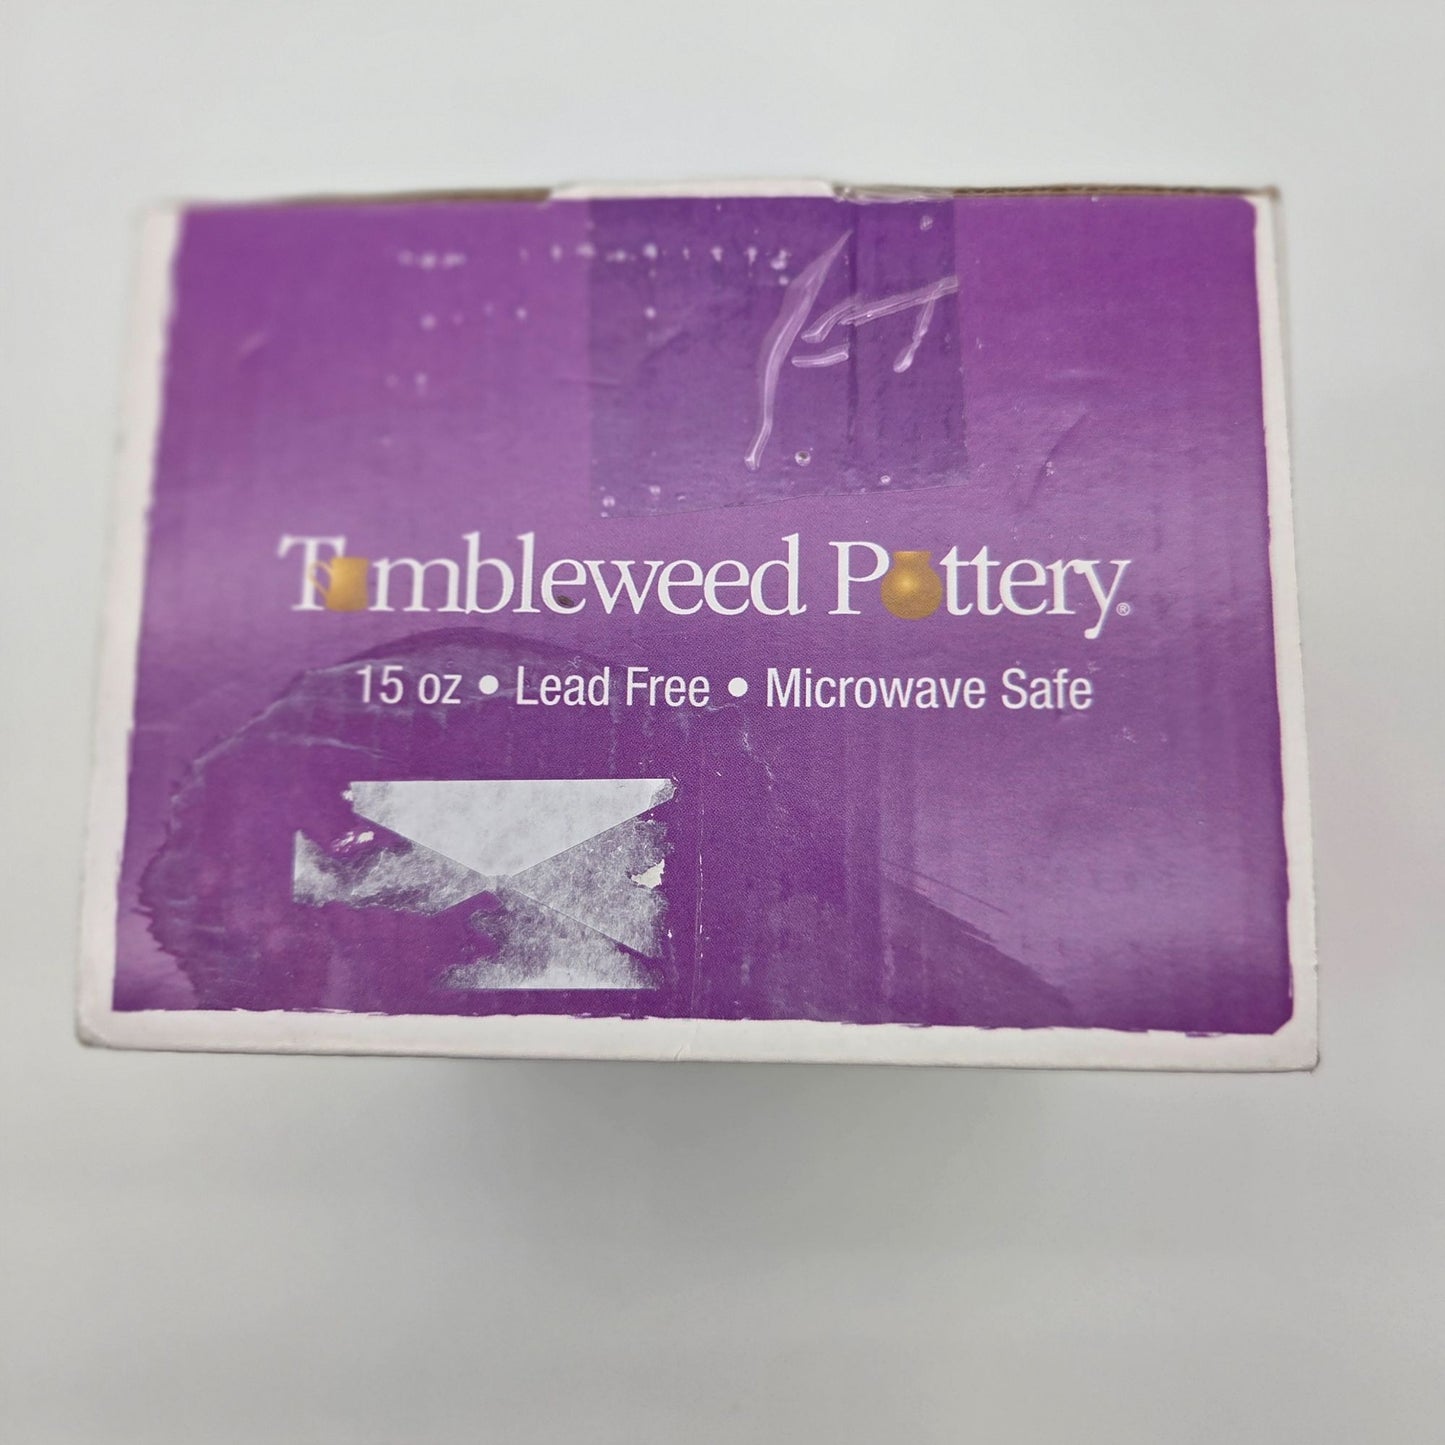 Tumbleweed Pottery®
15 oz • Lead Free • Microwave Safe